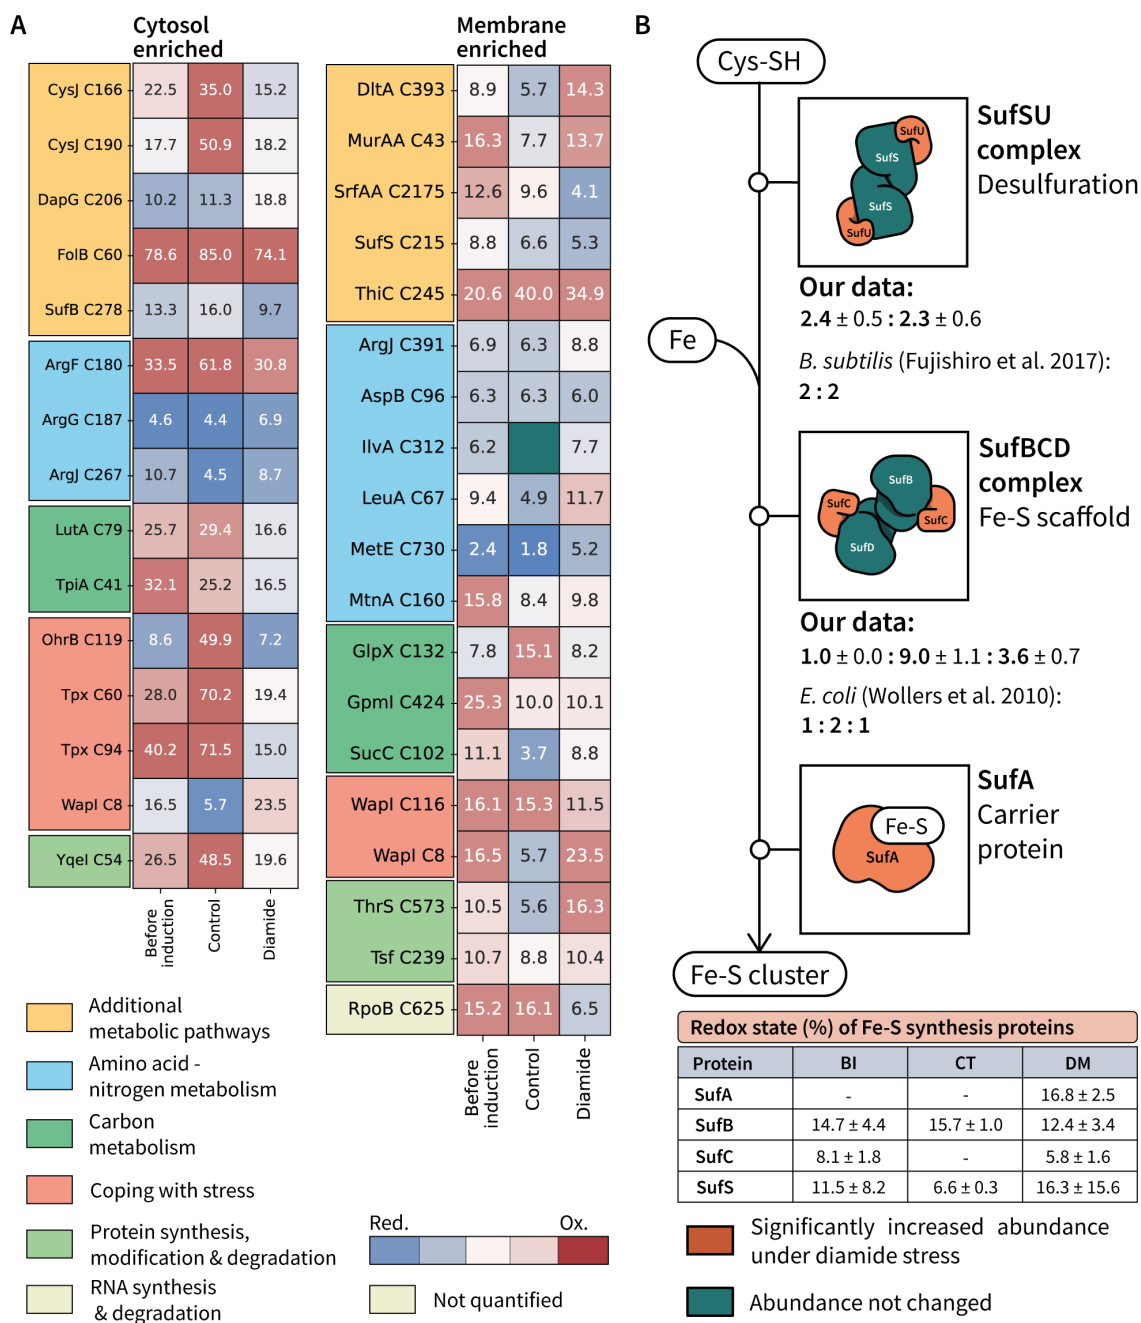 A
Cytosol
enriched
CysJ C166 22.5 35.0 15.2
CysJ C190 17.7 50.9 18.2
DapG C206 10.2 11.3 18.8
FolB C60 78.6 85.0 74.1
SufB C278 13.3 16.0 9.7
ArgF C180 33.5 61.8 30.8
ArgG C187 4.6 4.4 6.9
ArgJ C267 10.7 4.5 8.7
LutA C79 25.7 29.4 16.6
TpiA C41 32.1 25.2 16.5
OhrB C119 8.6 49.9 7.2
Tpx C60 28.0 70.2 19.4
Tpx C94 40.2 71.5 15.0
WapI C8 16.5 5.7 23.5
YqeI C54 26.5 48.5 19.6
Before
induction
Control
Diamide
Membrane
enriched
DltA C393 8.9 5.7 14.3
MurAA C43 16.3 7.7 13.7
SrfAA C2175 12.6 9.6 4.1
SufS C215 8.8 6.6 5.3
ThiC C245 20.6 40.0 34.9
ArgJ C391 6.9 6.3 8.8
AspB C96 6.3 6.3 6.0
IlvA C312 6.2 7.7
LeuA C67 9.4 4.9 11.7
MetE C730 2.4 1.8 5.2
MtnA C160 15.8 8.4 9.8
GlpX C132 7.8 15.1 8.2
GpmI C424 25.3 10.0 10.1
SucC C102 11.1 3.7 8.8
WapI C116 16.1 15.3 11.5
WapI C8 16.5 5.7 23.5
ThrS C573 10.5 5.6 16.3
Tsf C239 10.7 8.8 10.4
RpoB C625 15.2 16.1 6.5
Before
induction
Control
Diamide
Additional
metabolic pathways
Amino acid -
nitrogen metabolism
Carbon
metabolism
Coping with stress
Protein synthesis,
modification & degradation
RNA synthesis
& degradation
Red. Ox.
Not quantified
B
Cys-SH
SufU
SufS
SufS
SufU
SufSU
complex
Desulfuration
Our data:
2.4 ± 0.5 : 2.3 ± 0.6
B. subtilis (Fujishiro et al. 2017):
2 : 2
Fe
SufB
SufC
SufC
SufD
SufBCD
complex
Fe-S scaffold
Our data:
1.0 ± 0.0 : 9.0 ± 1.1 : 3.6 ± 0.7
E. coli (Wollers et al. 2010):
1 : 2 : 1
Fe-S
SufA
SufA
Carrier
protein
Fe-S cluster
Redox state (%) of Fe-S synthesis proteins
Protein BI CT DM
SufA - - 16.8 ± 2.5
SufB 14.7 ± 4.4 15.7 ± 1.0 12.4 ± 3.4
SufC 8.1 ± 1.8 - 5.8 ± 1.6
SufS 11.5 ± 8.2 6.6 ± 0.3 16.3 ± 15.6
Significantly increased abundance
under diamide stress
Abundance not changed